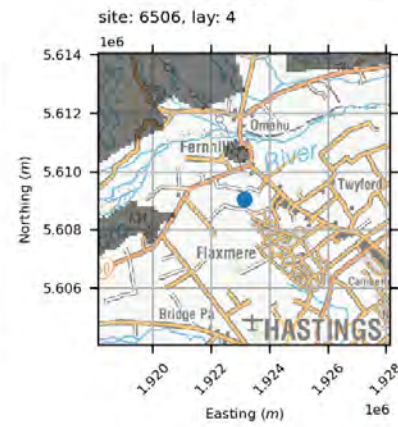 site: 6506, lay: 4
1e6
5.614
5.612
5.610
5.608
5.606
Northing (m)
Omahu
Fernhill
River
Twyford
Flaxmere
Bridge Pa
HASTINGS
1.920
1.922
1.924
1.926
1.928
1e6
Easting (m)